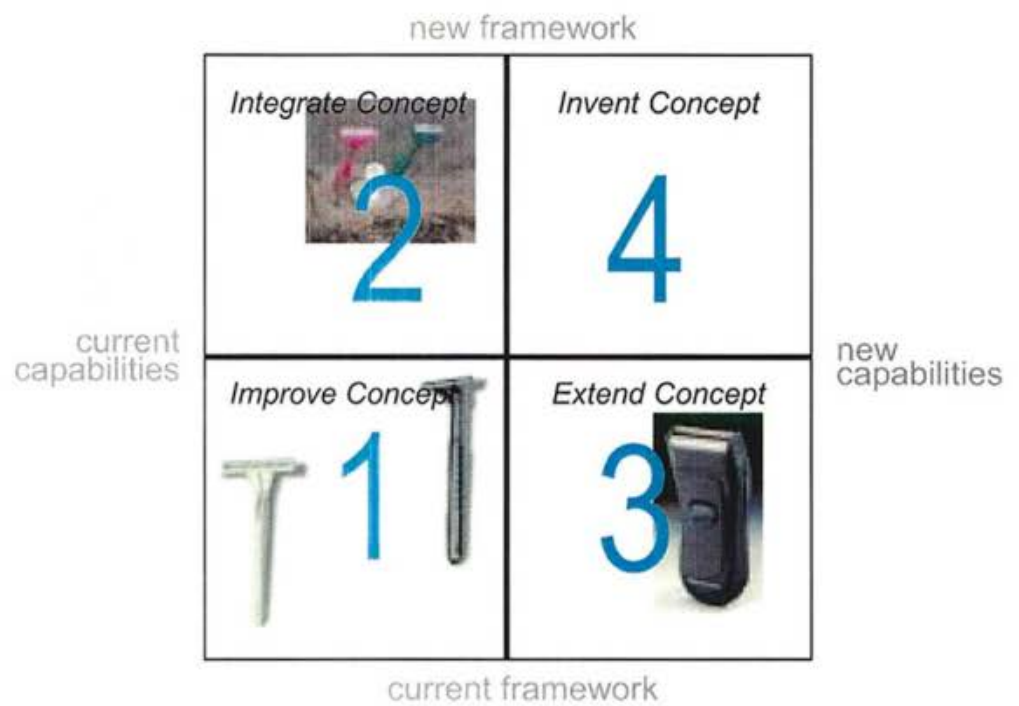 new framework
Integrate Concept
Invent Concept
2
4
current
capabilities
new
capabilities
Improve Concept
Extend Concept
1
3
current framework